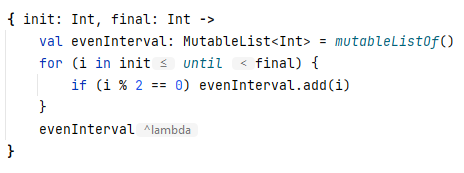 { init: Int, final: Int ->
    val evenInterval: MutableList<Int> = mutableListOf()
    for (i in init ≤ until < final) {
        if (i % 2 == 0) evenInterval.add(i)
    }
    evenInterval ^lambda
}